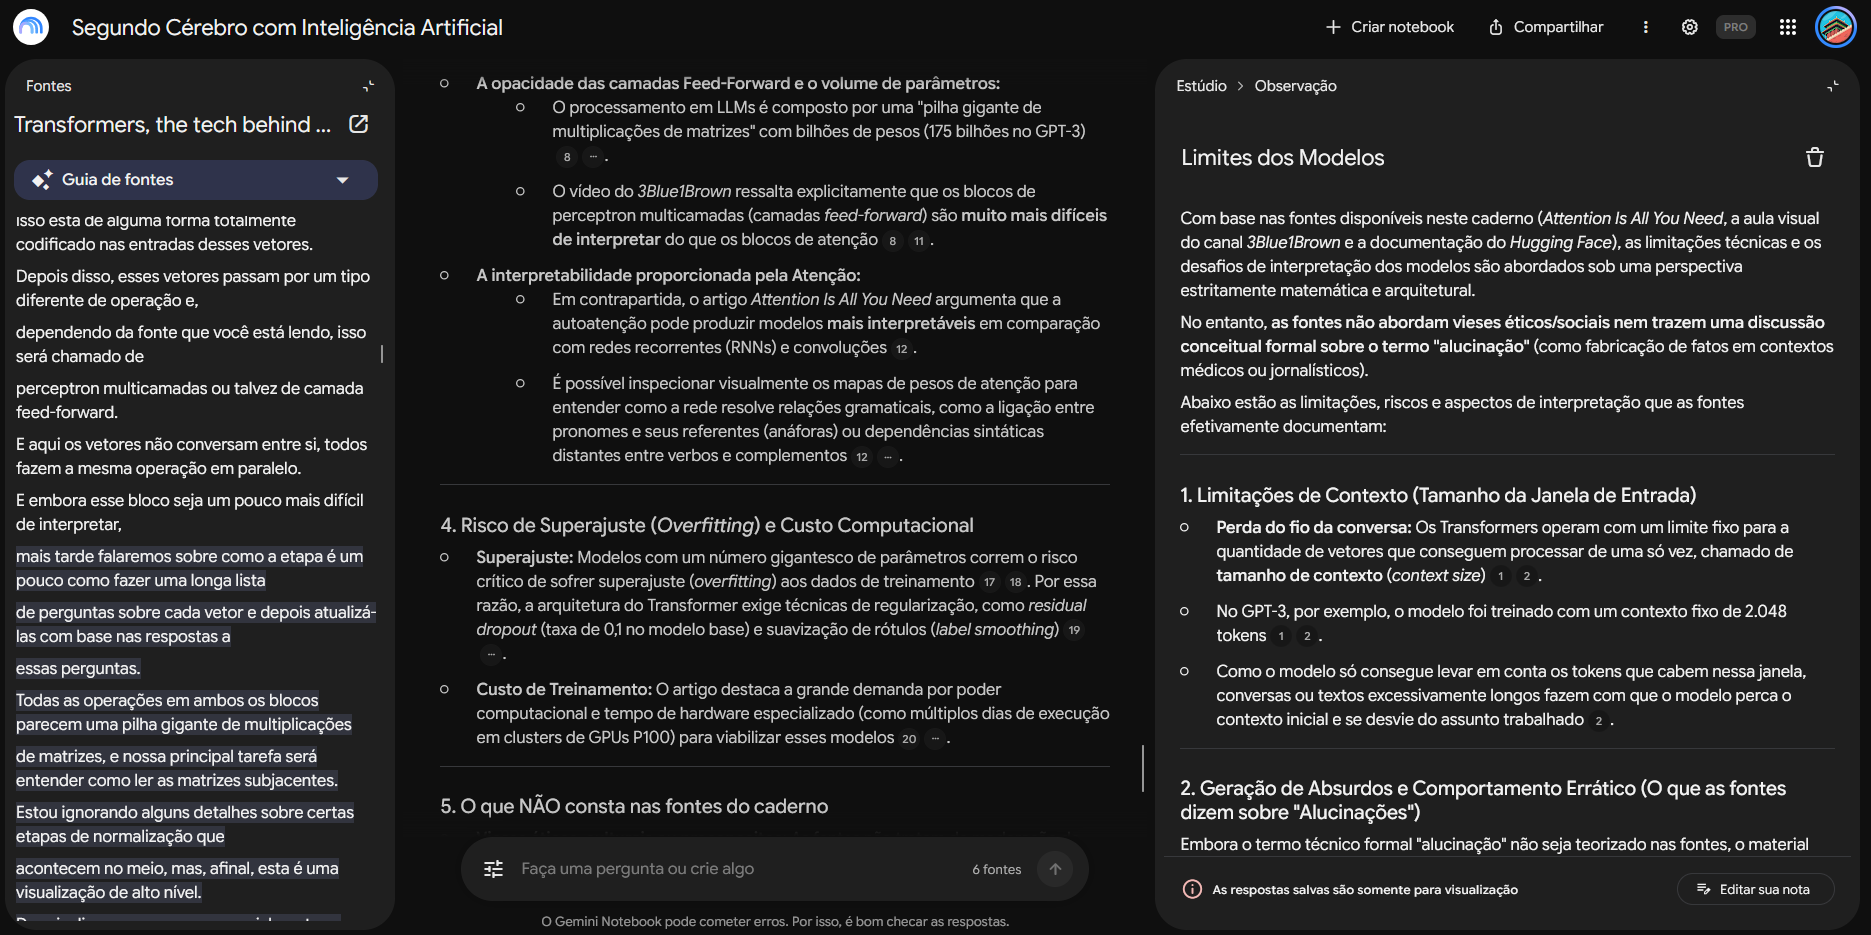 Segundo Cérebro com Inteligência Artificial
Criar notebook
Compartilhar
PRO
Fontes
Transformers, the tech behind ...
Guia de fontes
isso está de alguma forma totalmente
codificado nas entradas desses vetores.
Depois disso, esses vetores passam por um tipo
diferente de operação e,
dependendo da fonte que você está lendo, isso
será chamado de
perceptron multicamadas ou talvez de camada
feed-forward.
E aqui os vetores não conversam entre si, todos
fazem a mesma operação em paralelo.
E embora esse bloco seja um pouco mais difícil
de interpretar,
mais tarde falaremos sobre como a etapa é um
pouco como fazer uma longa lista
de perguntas sobre cada vetor e depois atualizá-
las com base nas respostas a
essas perguntas.
Todas as operações em ambos os blocos
parecem uma pilha gigante de multiplicações
de matrizes, e nossa principal tarefa será
entender como ler as matrizes subjacentes.
Estou ignorando alguns detalhes sobre certas
etapas de normalização que
acontecem no meio, mas, afinal, esta é uma
visualização de alto nível.
A opacidade das camadas Feed-Forward e o volume de parâmetros:
O processamento em LLMs é composto por uma "pilha gigante de
multiplicações de matrizes" com bilhões de pesos (175 bilhões no GPT-3)
8 ... .
O vídeo do 3Blue1Brown ressalta explicitamente que os blocos de
perceptron multicamadas (camadas feed-forward) são muito mais difíceis
de interpretar do que os blocos de atenção 8 11 .
A interpretabilidade proporcionada pela Atenção:
Em contrapartida, o artigo Attention Is All You Need argumenta que a
autoatenção pode produzir modelos mais interpretáveis em comparação
com redes recorrentes (RNNs) e convoluções 12 .
É possível inspecionar visualmente os mapas de pesos de atenção para
entender como a rede resolve relações gramaticais, como a ligação entre
pronomes e seus referentes (anáforas) ou dependências sintáticas
distantes entre verbos e complementos 12 ... .
4. Risco de Superajuste (Overfitting) e Custo Computacional
Superajuste: Modelos com um número gigantesco de parâmetros correm o risco
crítico de sofrer superajuste (overfitting) aos dados de treinamento 17 18 . Por essa
razão, a arquitetura do Transformer exige técnicas de regularização, como residual
dropout (taxa de 0,1 no modelo base) e suavização de rótulos (label smoothing) 19
... .
Custo de Treinamento: O artigo destaca a grande demanda por poder
computacional e tempo de hardware especializado (como múltiplos dias de execução
em clusters de GPUs P100) para viabilizar esses modelos 20 ... .
5. O que NÃO consta nas fontes do caderno
Faça uma pergunta ou crie algo
6 fontes
O Gemini Notebook pode cometer erros. Por isso, é bom checar as respostas.
Estúdio > Observação
Limites dos Modelos
Com base nas fontes disponíveis neste caderno (Attention Is All You Need, a aula visual
do canal 3Blue1Brown e a documentação do Hugging Face), as limitações técnicas e os
desafios de interpretação dos modelos são abordados sob uma perspectiva
estritamente matemática e arquitetural.
No entanto, as fontes não abordam vieses éticos/sociais nem trazem uma discussão
conceitual formal sobre o termo "alucinação" (como fabricação de fatos em contextos
médicos ou jornalísticos).
Abaixo estão as limitações, riscos e aspectos de interpretação que as fontes
efetivamente documentam:
1. Limitações de Contexto (Tamanho da Janela de Entrada)
Perda do fio da conversa: Os Transformers operam com um limite fixo para a
quantidade de vetores que conseguem processar de uma só vez, chamado de
tamanho de contexto (context size) 1 2 .
No GPT-3, por exemplo, o modelo foi treinado com um contexto fixo de 2.048
tokens 1 2 .
Como o modelo só consegue levar em conta os tokens que cabem nessa janela,
conversas ou textos excessivamente longos fazem com que o modelo perca o
contexto inicial e se desvie do assunto trabalhado 2 .
2. Geração de Absurdos e Comportamento Errático (O que as fontes
dizem sobre "Alucinações")
Embora o termo técnico formal "alucinação" não seja teorizado nas fontes, o material
As respostas salvas são somente para visualização
Editar sua nota